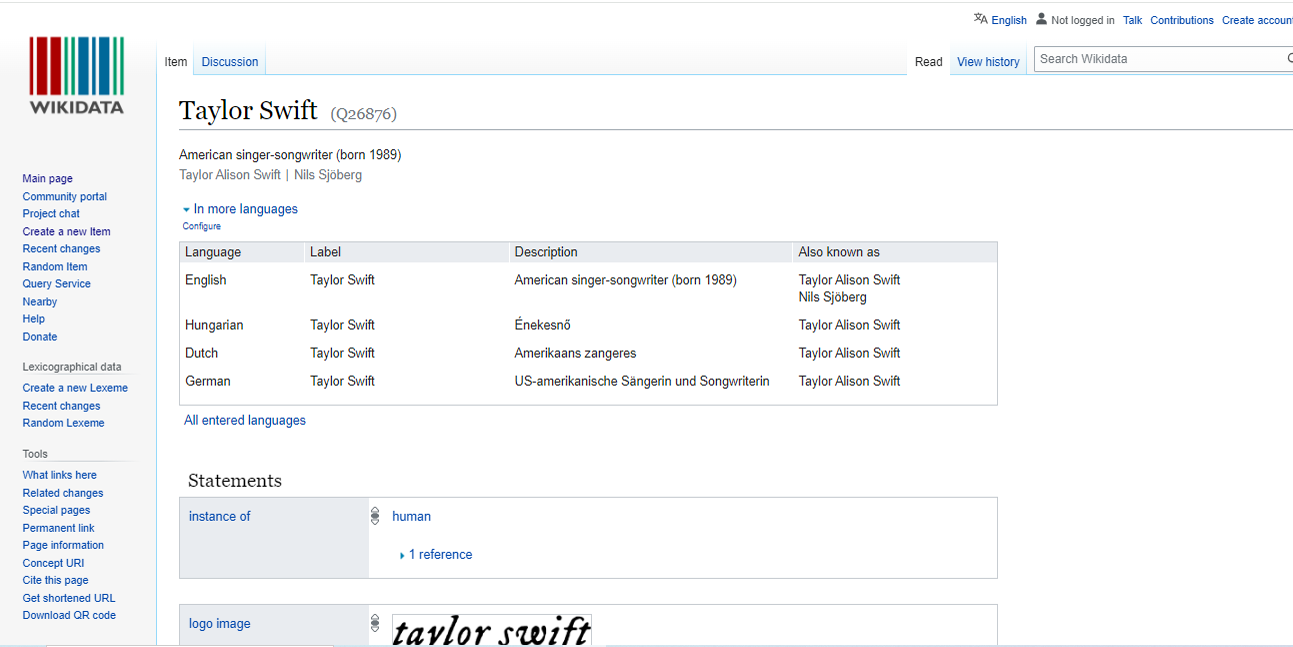 English Not logged in Talk Contributions Create account
WIKIDATA
Item Discussion Read View history Search Wikidata
Taylor Swift (Q26876)
American singer-songwriter (born 1989)
Taylor Alison Swift | Nils Sjöberg
In more languages
Configure
Language Label Description Also known as
English Taylor Swift American singer-songwriter (born 1989) Taylor Alison Swift
Nils Sjöberg
Hungarian Taylor Swift Énekesnő Taylor Alison Swift
Dutch Taylor Swift Amerikaans zangeres Taylor Alison Swift
German Taylor Swift US-amerikanische Sängerin und Songwriterin Taylor Alison Swift
All entered languages
Statements
instance of human
1 reference
logo image taylor swift
Main page
Community portal
Project chat
Create a new Item
Recent changes
Random Item
Query Service
Nearby
Help
Donate
Lexicographical data
Create a new Lexeme
Recent changes
Random Lexeme
Tools
What links here
Related changes
Special pages
Permanent link
Page information
Concept URI
Cite this page
Get shortened URL
Download QR code